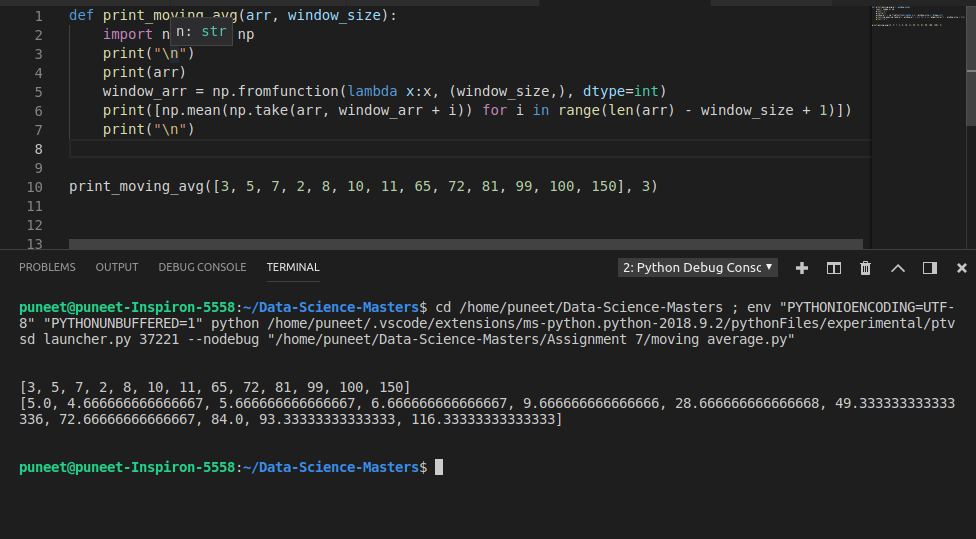 1 def print_moving_avg(arr, window_size):
2 import n n: str np
3 print("\n")
4 print(arr)
5 window_arr = np.fromfunction(lambda x:x, (window_size,), dtype=int)
6 print([np.mean(np.take(arr, window_arr + i)) for i in range(len(arr) - window_size + 1)])
7 print("\n")
8
9
10 print_moving_avg([3, 5, 7, 2, 8, 10, 11, 65, 72, 81, 99, 100, 150], 3)
11
12
13
PROBLEMS OUTPUT DEBUG CONSOLE TERMINAL 2: Python Debug Consc
puneet@puneet-Inspiron-5558:~/Data-Science-Masters$ cd /home/puneet/Data-Science-Masters ; env "PYTHONIOENCODING=UTF-
8" "PYTHONUNBUFFERED=1" python /home/puneet/.vscode/extensions/ms-python.python-2018.9.2/pythonFiles/experimental/ptv
sd launcher.py 37221 --nodebug "/home/puneet/Data-Science-Masters/Assignment 7/moving average.py"
[3, 5, 7, 2, 8, 10, 11, 65, 72, 81, 99, 100, 150]
[5.0, 4.666666666666667, 5.666666666666667, 6.666666666666667, 9.666666666666666, 28.666666666666668, 49.333333333333
336, 72.66666666666667, 84.0, 93.33333333333333, 116.33333333333333]
puneet@puneet-Inspiron-5558:~/Data-Science-Masters$